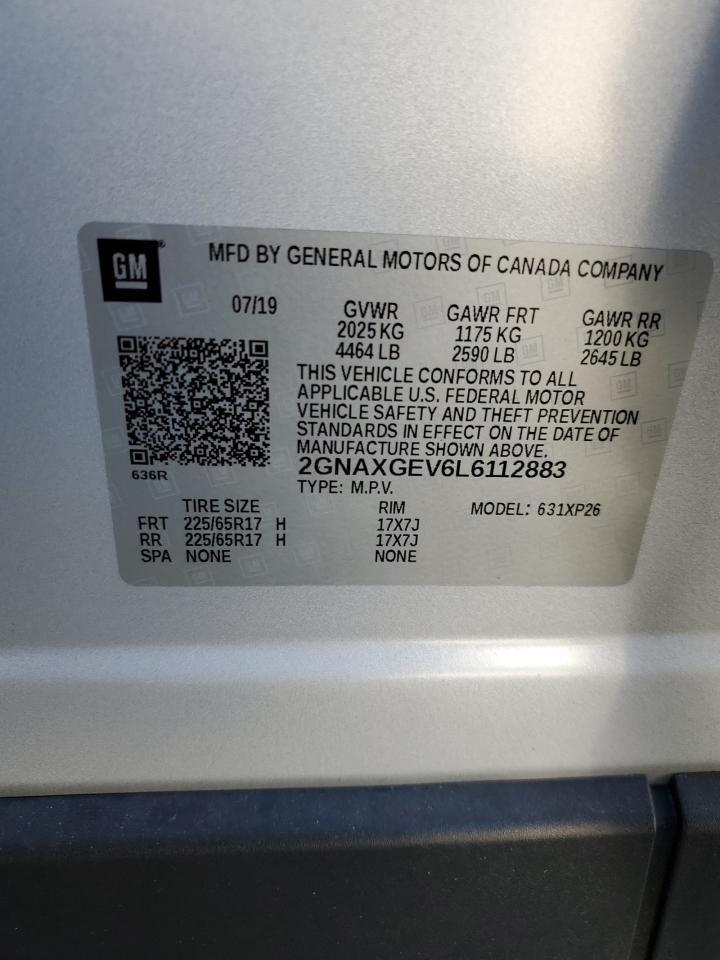 GM
MFD BY GENERAL MOTORS OF CANADA COMPANY
07/19 GVWR GAWR FRT GAWR RR
2025 KG 1175 KG 1200 KG
4464 LB 2590 LB 2645 LB
THIS VEHICLE CONFORMS TO ALL
APPLICABLE U.S. FEDERAL MOTOR
VEHICLE SAFETY AND THEFT PREVENTION
STANDARDS IN EFFECT ON THE DATE OF
MANUFACTURE SHOWN ABOVE.
2GNAXGEV6L6112883
636R
TYPE: M.P.V.
TIRE SIZE RIM MODEL: 631XP26
FRT 225/65R17 H 17X7J
RR 225/65R17 H 17X7J
SPA NONE NONE